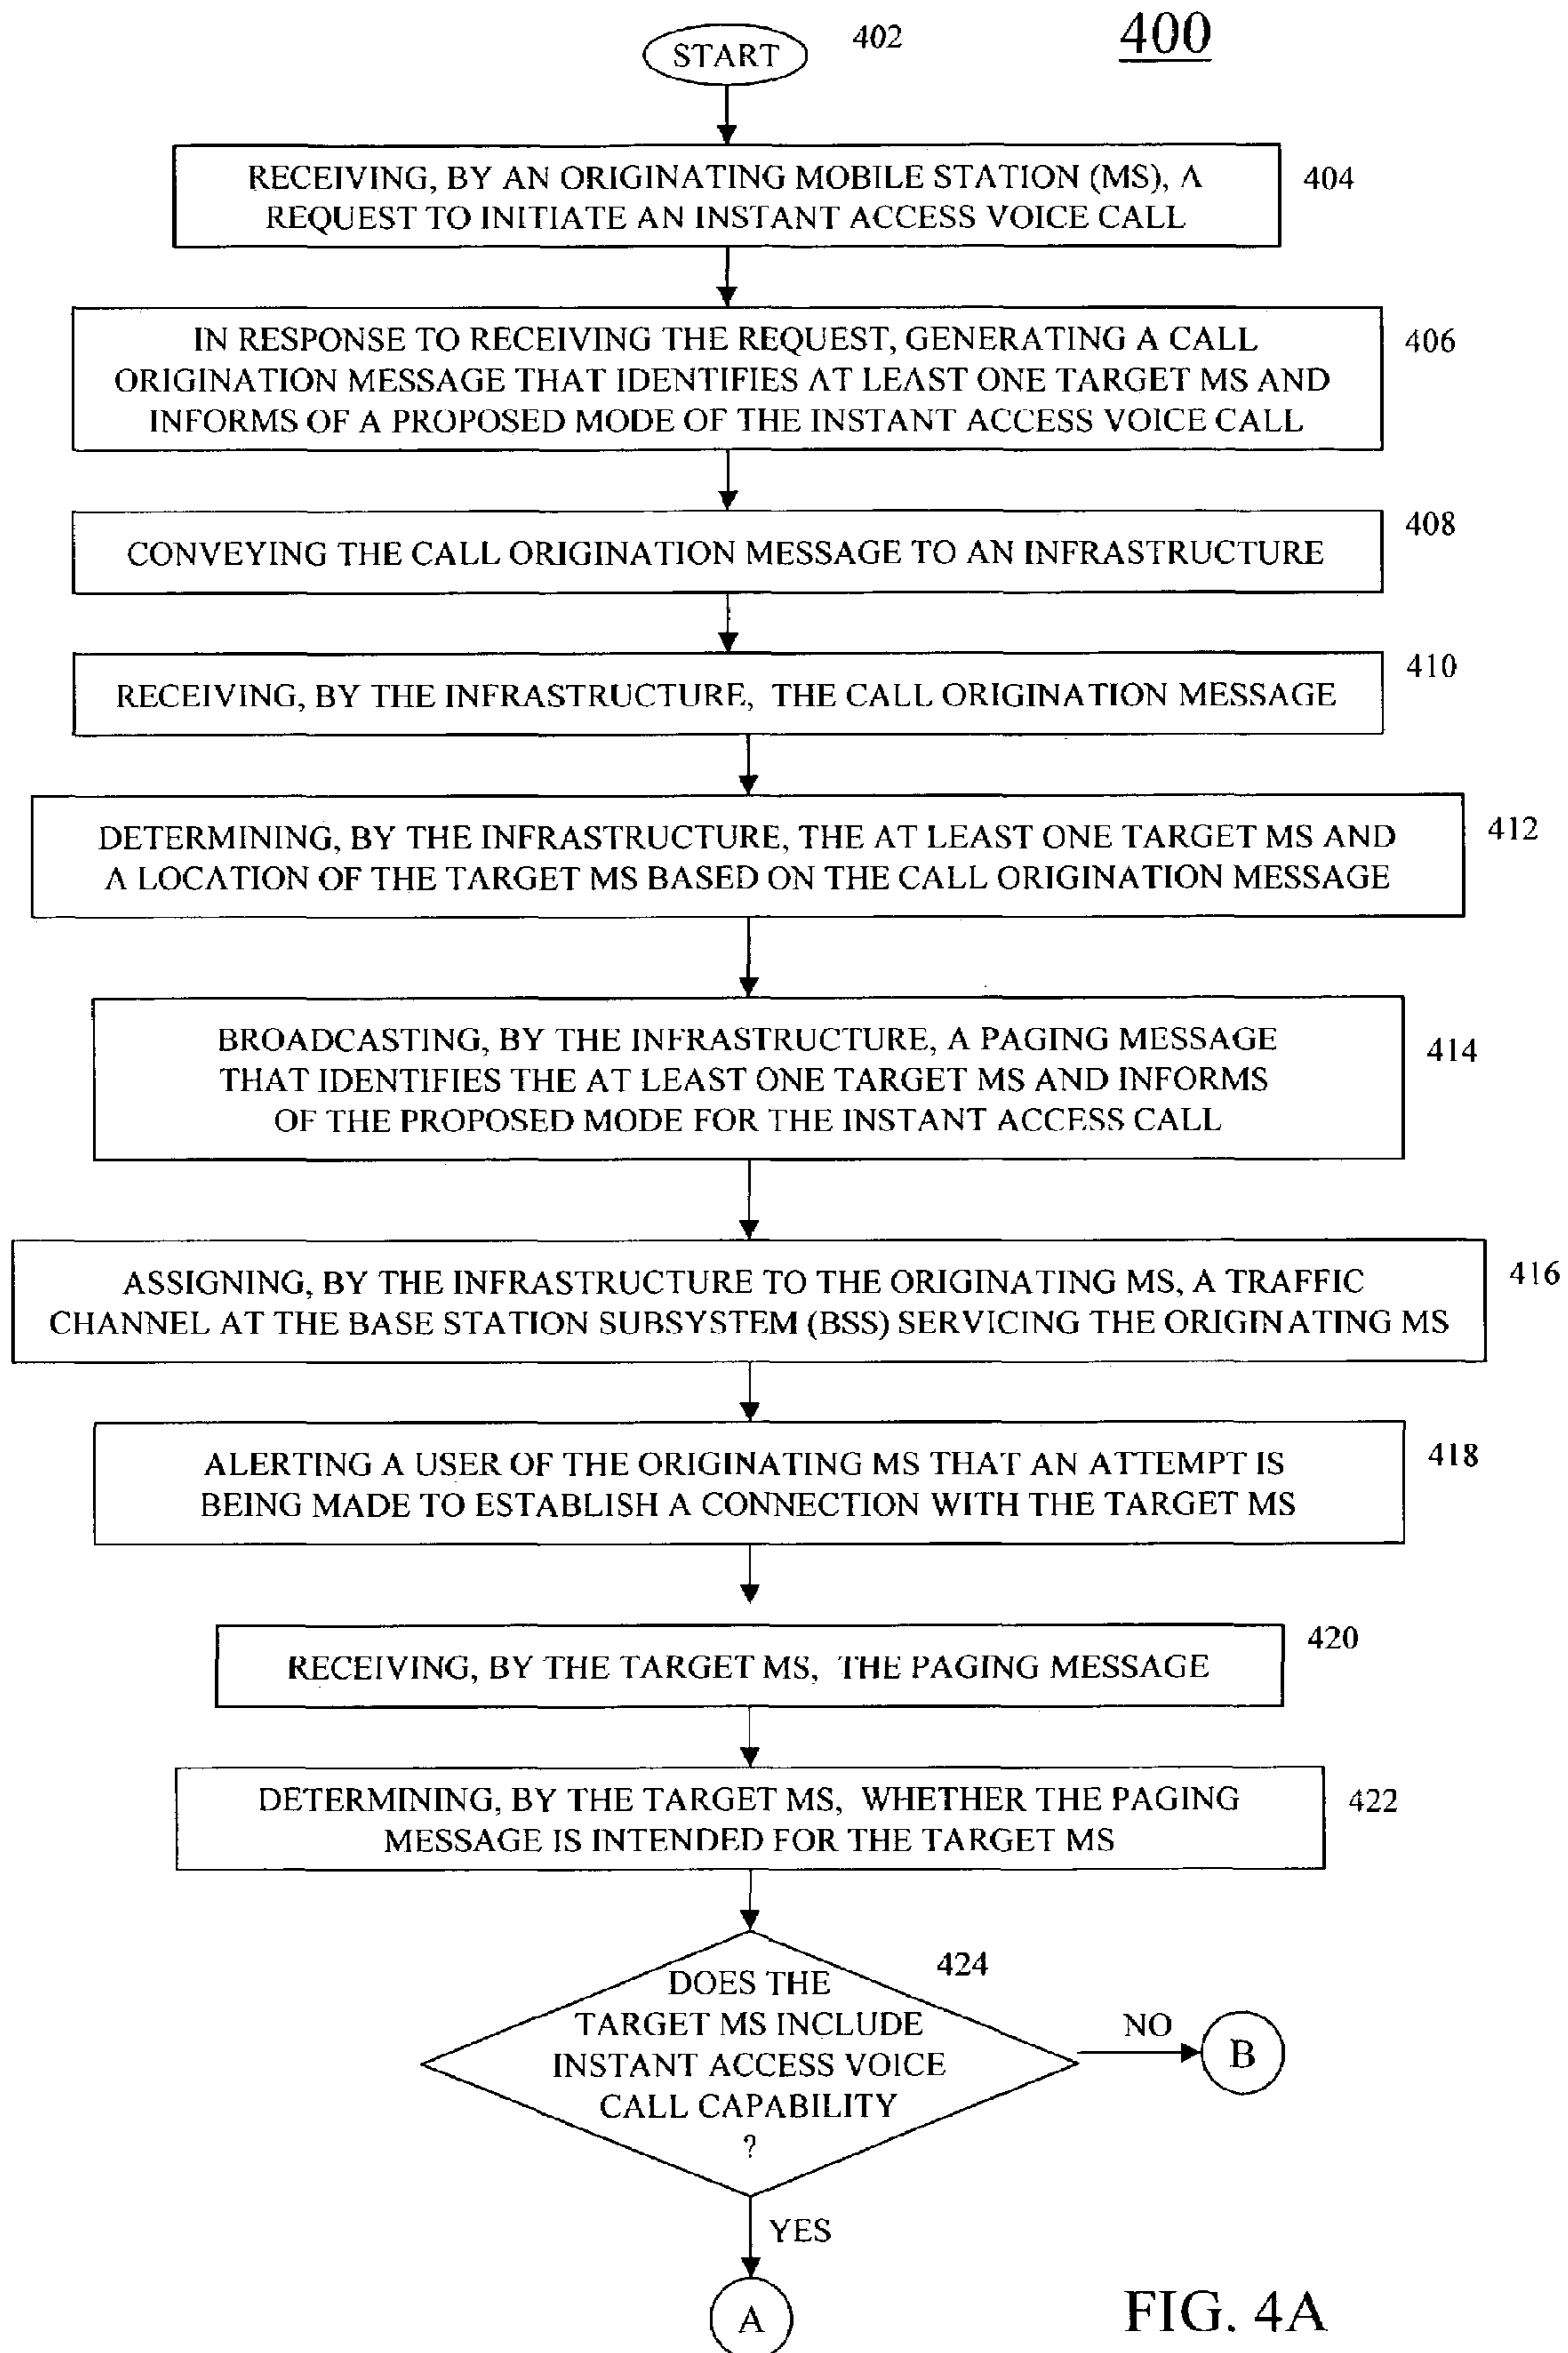 START
402
400
RECEIVING, BY AN ORIGINATING MOBILE STATION (MS), A
REQUEST TO INITIATE AN INSTANT ACCESS VOICE CALL
404
IN RESPONSE TO RECEIVING THE REQUEST, GENERATING A CALL
ORIGINATION MESSAGE THAT IDENTIFIES AT LEAST ONE TARGET MS AND
INFORMS OF A PROPOSED MODE OF THE INSTANT ACCESS VOICE CALL
406
CONVEYING THE CALL ORIGINATION MESSAGE TO AN INFRASTRUCTURE
408
RECEIVING, BY THE INFRASTRUCTURE, THE CALL ORIGINATION MESSAGE
410
DETERMINING, BY THE INFRASTRUCTURE, THE AT LEAST ONE TARGET MS AND
A LOCATION OF THE TARGET MS BASED ON THE CALL ORIGINATION MESSAGE
412
BROADCASTING, BY THE INFRASTRUCTURE, A PAGING MESSAGE
THAT IDENTIFIES THE AT LEAST ONE TARGET MS AND INFORMS
OF THE PROPOSED MODE FOR THE INSTANT ACCESS CALL
414
ASSIGNING, BY THE INFRASTRUCTURE TO THE ORIGINATING MS, A TRAFFIC
CHANNEL AT THE BASE STATION SUBSYSTEM (BSS) SERVICING THE ORIGINATING MS
416
ALERTING A USER OF THE ORIGINATING MS THAT AN ATTEMPT IS
BEING MADE TO ESTABLISH A CONNECTION WITH THE TARGET MS
418
RECEIVING, BY THE TARGET MS, THE PAGING MESSAGE
420
DETERMINING, BY THE TARGET MS, WHETHER THE PAGING
MESSAGE IS INTENDED FOR THE TARGET MS
422
424
DOES THE
TARGET MS INCLUDE
INSTANT ACCESS VOICE
CALL CAPABILITY
?
NO
B
YES
A
FIG. 4A